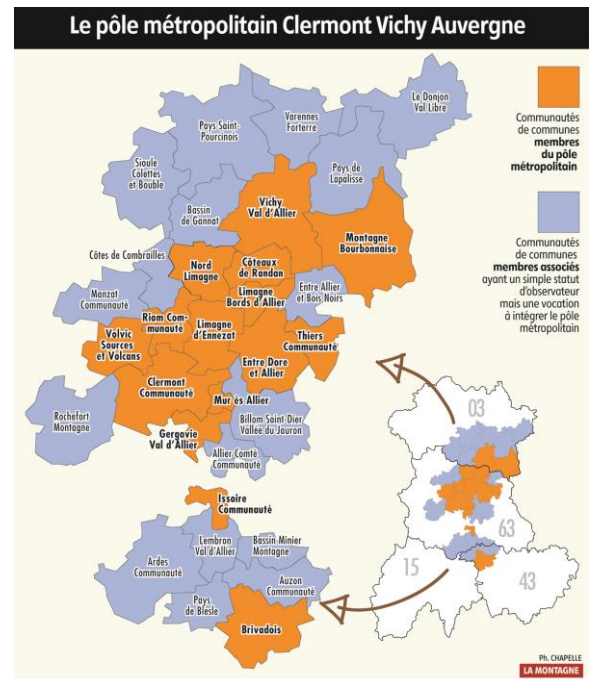 Le pôle métropolitain Clermont Vichy Auvergne
Le Donjon
Val Libre
Varennes
Forterre
Pays Saint-
Pourcinois
Sioule
Colettes
et Bouble
Pays de
Lapalisse
Bassin
de Gannat
Vichy
Val d'Allier
Montagne
Bourbonnaise
Côtes de Combrailles
Nord
Limagne
Côteaux
de Randan
Manzat
Communauté
Limagne
Bords d'Allier
Entre Allier
et Bois Noirs
Riom Com-
munauté
Volvic
Sources
et Volcans
Limagne
d'Ennezat
Thiers
Communauté
Entre Dore
et Allier
Clermont
Communauté
Mur ès Allier
Rochefort
Montagne
Billom Saint-Dier
Vallée du Jauron
Gergovie
Val d'Allier
Allier Comté
Communauté
Issoire
Communauté
Lembron
Val d'Allier
Bassin Minier
Montagne
Ardes
Communauté
Auzon
Communauté
Pays
de Blesle
Brivadois
Communautés
de communes
membres
du pôle
métropolitain
Communautés
de communes
membres associés
ayant un simple statut
d'observateur
mais une vocation
à intégrer le pôle
métropolitain
03
63
15
43
Ph. CHAPELLE
LA MONTAGNE